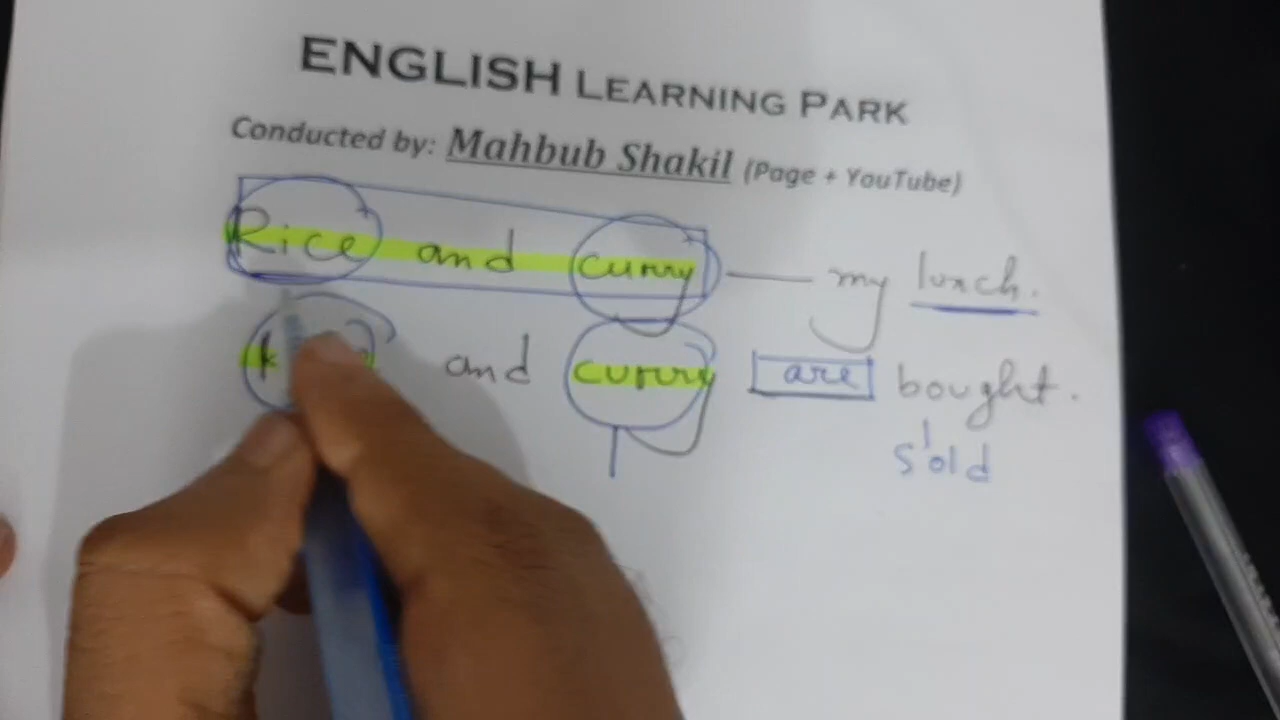 ENGLISH LEARNING PARK
Conducted by: Mahbub Shakil (Page + YouTube)
Rice and curry — my lunch.
and curry are bought.
sold